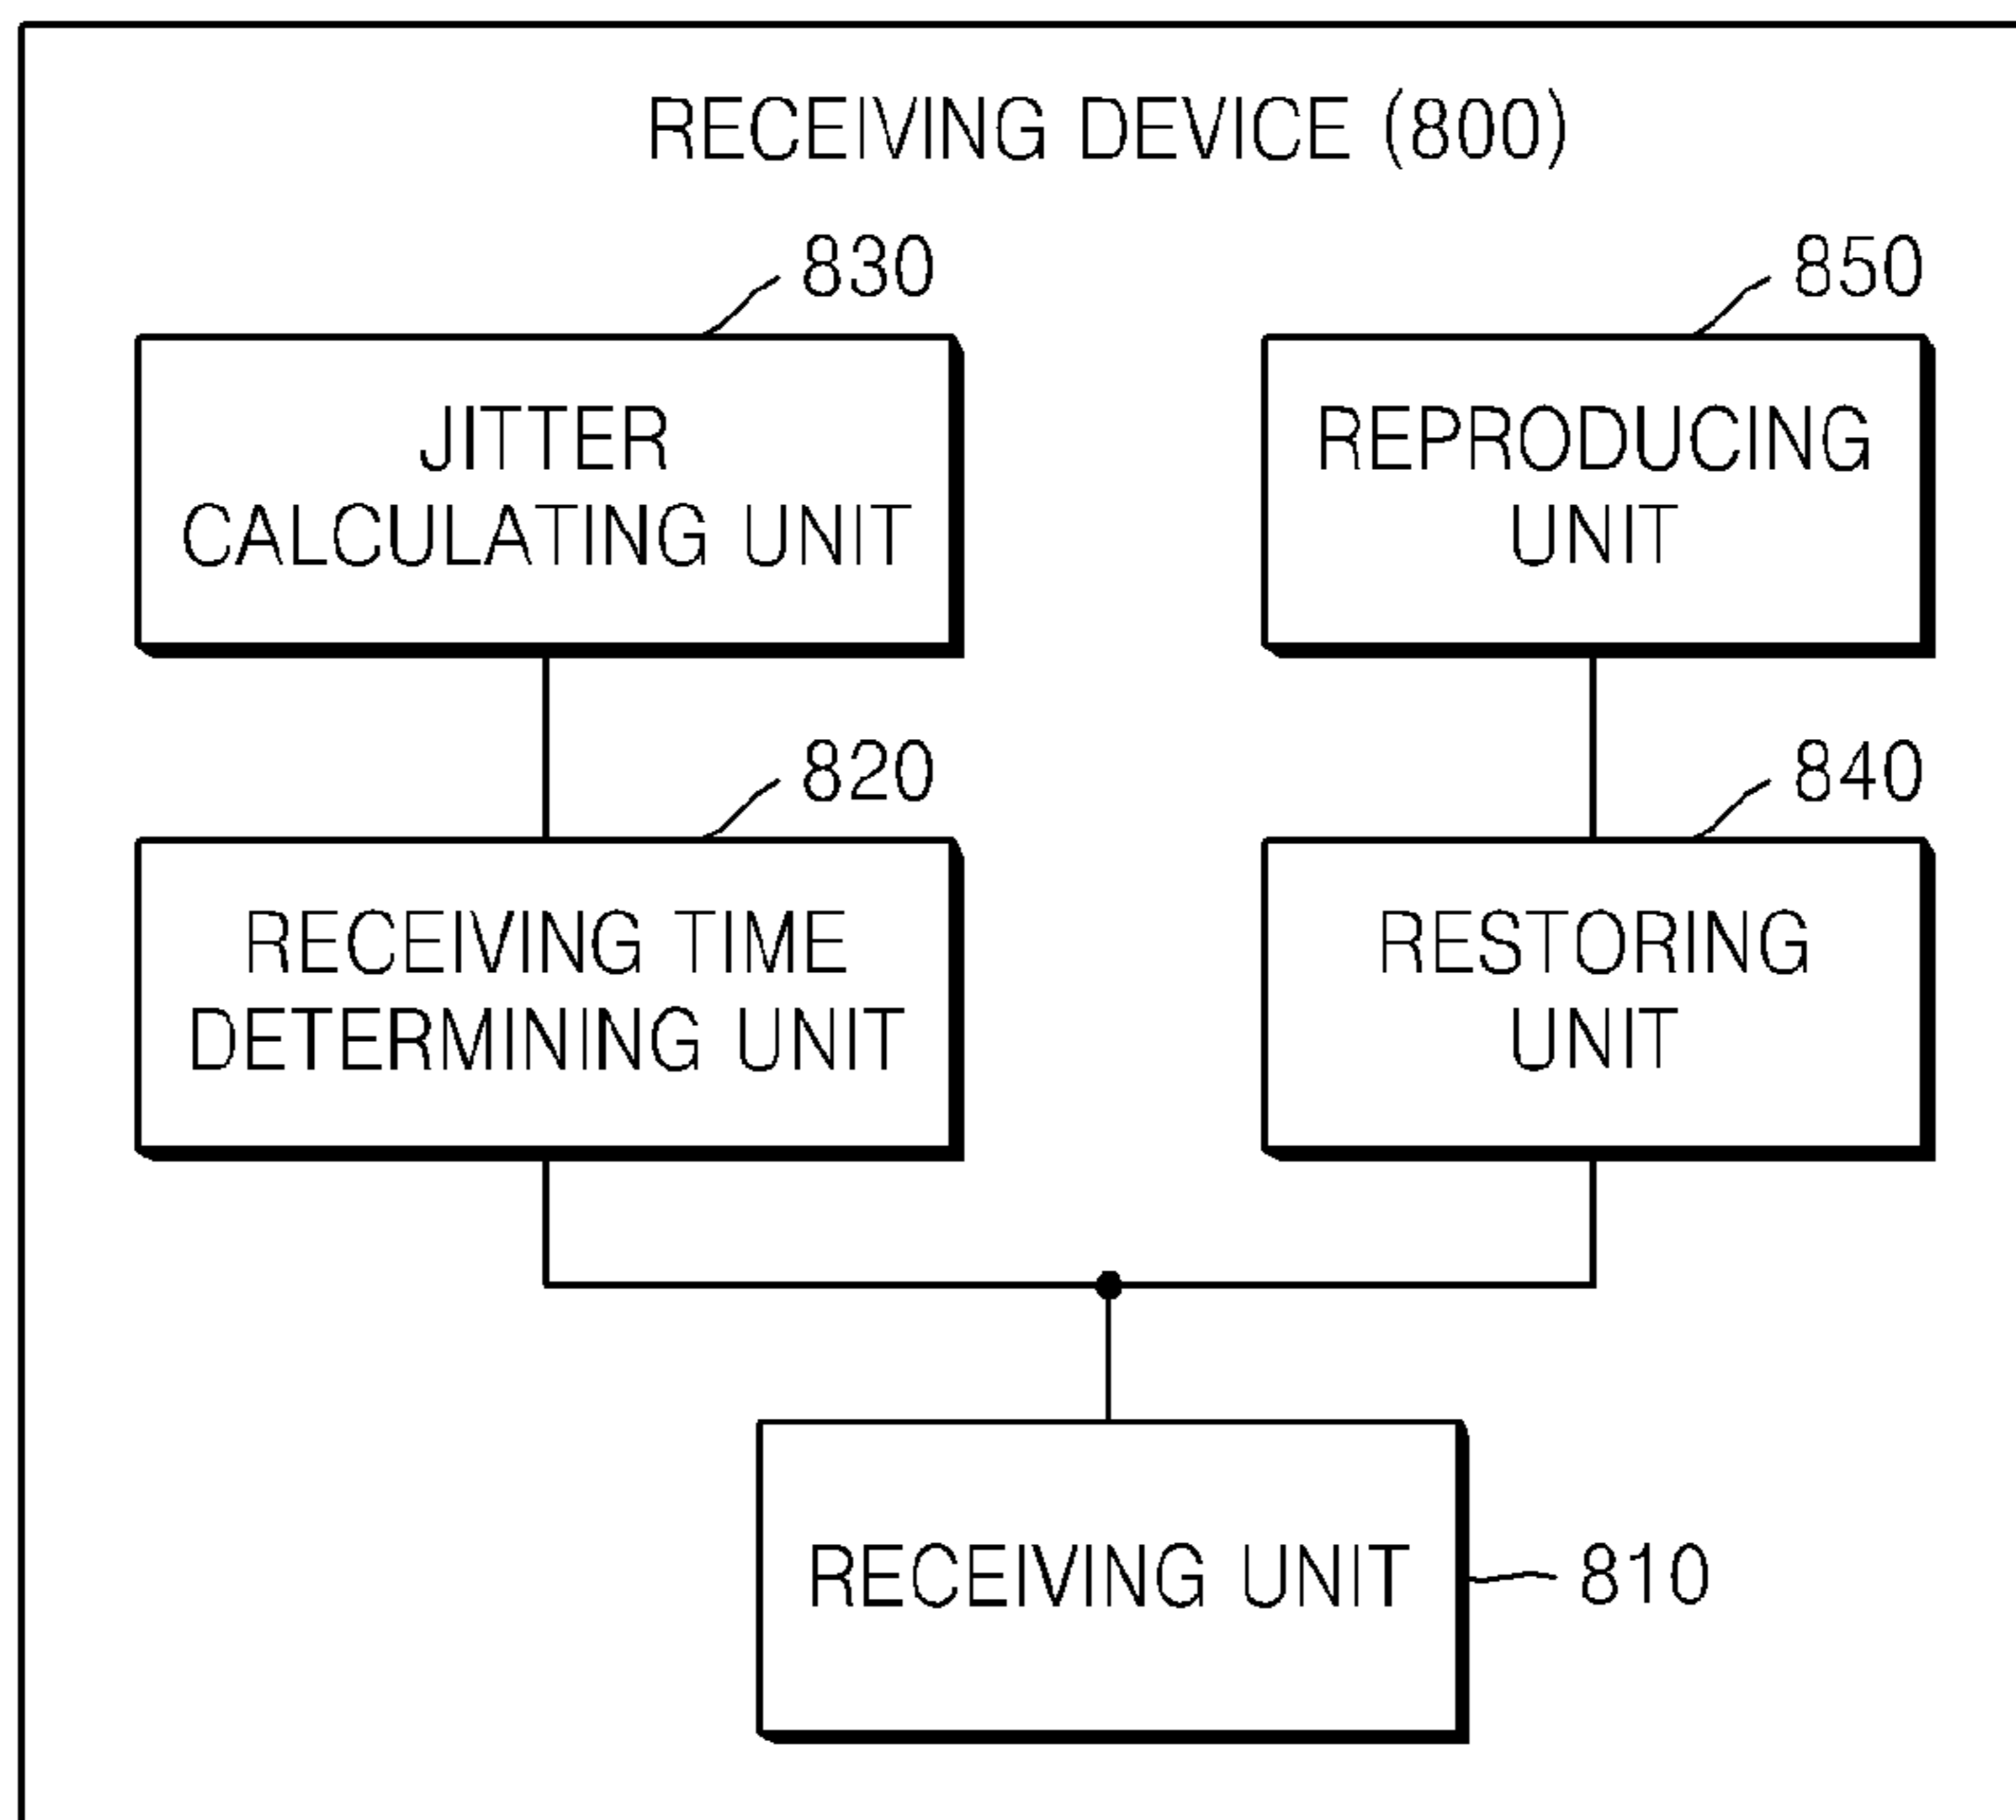 RECEIVING DEVICE (800)
830
850
JITTER
CALCULATING UNIT
REPRODUCING
UNIT
820
840
RECEIVING TIME
DETERMINING UNIT
RESTORING
UNIT
RECEIVING UNIT
810